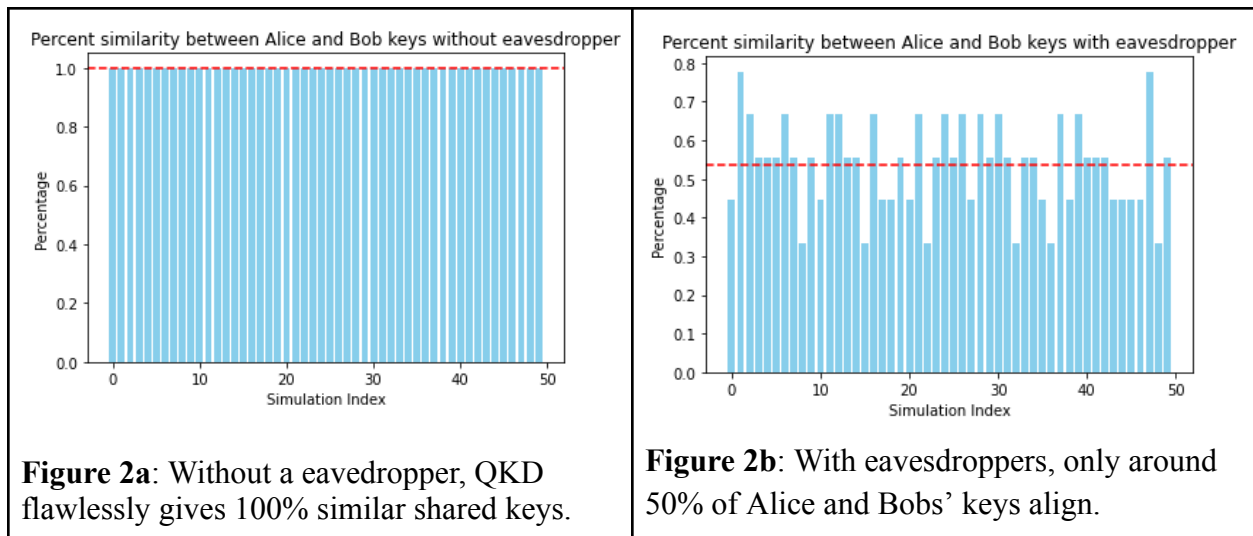 Percent similarity between Alice and Bob keys without eavesdropper
1.0
0.8
0.6
0.4
0.2
0.0
Percentage
0 10 20 30 40 50
Simulation Index
Figure 2a: Without a eavedropper, QKD
flawlessly gives 100% similar shared keys.
Percent similarity between Alice and Bob keys with eavesdropper
0.8
0.7
0.6
0.5
0.4
0.3
0.2
0.1
0.0
Percentage
0 10 20 30 40 50
Simulation Index
Figure 2b: With eavesdroppers, only around
50% of Alice and Bobs’ keys align.